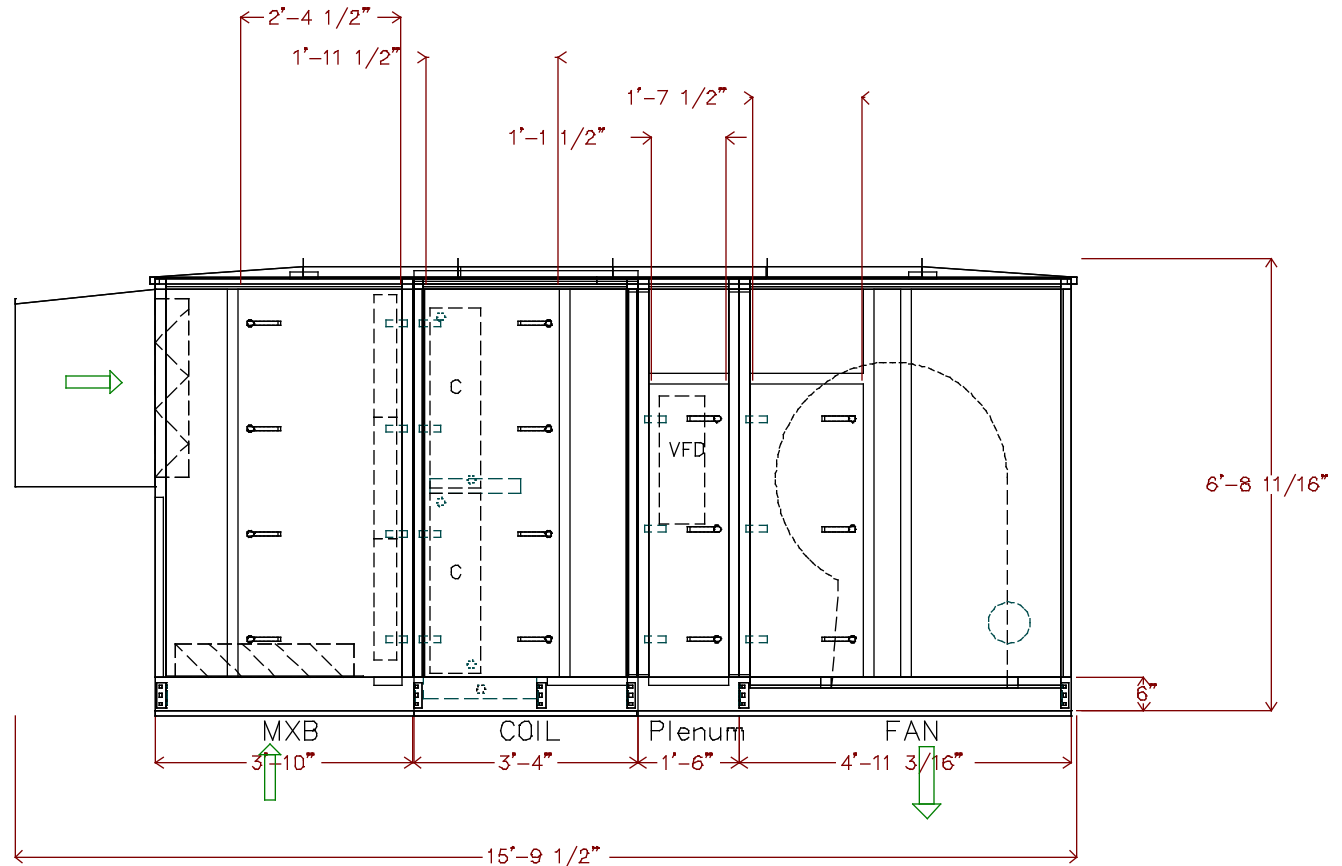 2'-4 1/2"
1'-11 1/2"
1'-7 1/2"
1'-1 1/2"
C
VFD
6'-8 11/16"
C
6"
MXB COIL Plenum FAN
3'-10" 3'-4" 1'-6" 4'-11 3/16"
15'-9 1/2"